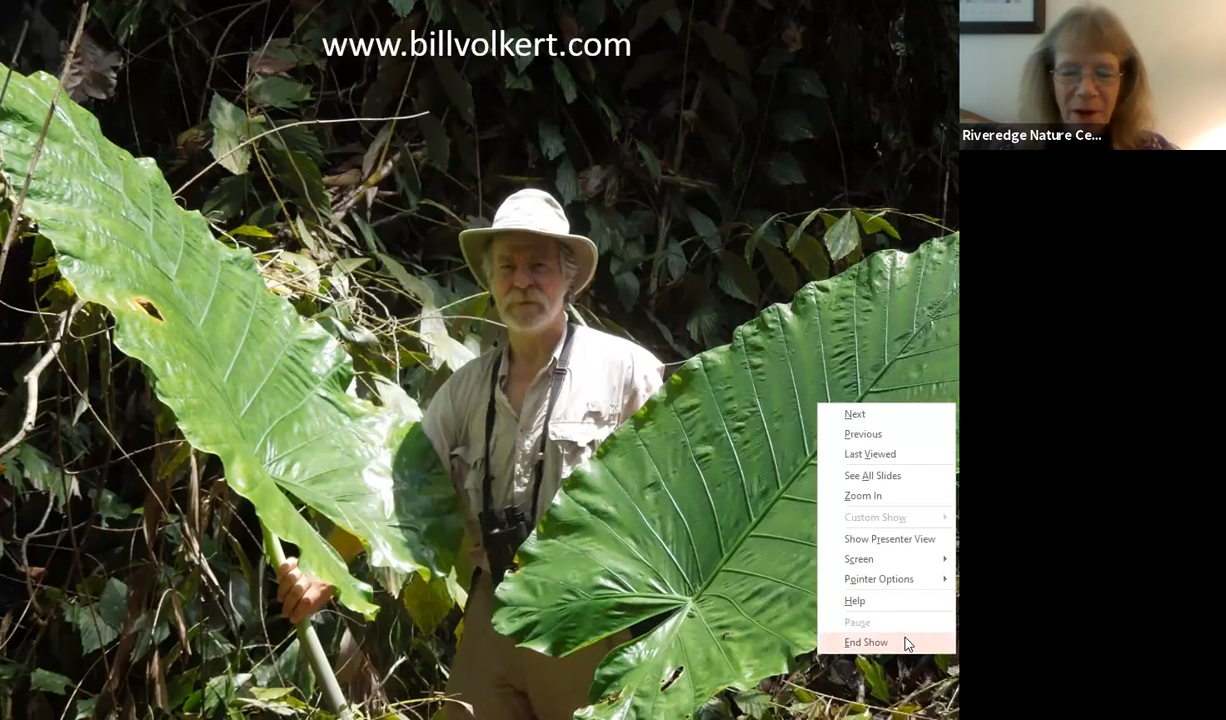 www.billvolkert.com
Riveredge Nature Ce...
Next
Previous
Last Viewed
See All Slides
Zoom In
Custom Show
Show Presenter View
Screen
Pointer Options
Help
Pause
End Show